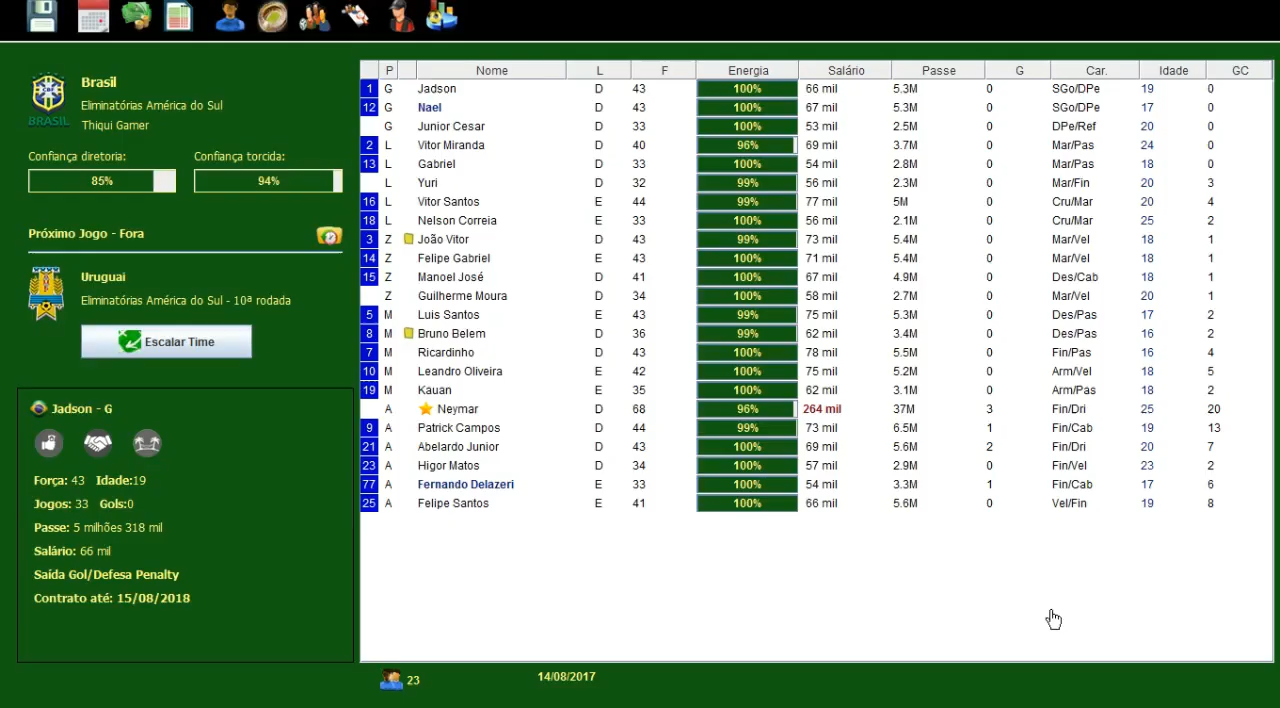 Brasil
Eliminatórias América do Sul
Thiqui Gamer
BRASIL
Confiança diretoria: Confiança torcida:
85% 94%
Próximo Jogo - Fora
Uruguai
Eliminatórias América do Sul - 10ª rodada
Escalar Time
Jadson - G
Força: 43 Idade:19
Jogos: 33 Gols:0
Passe: 5 milhões 318 mil
Salário: 66 mil
Saída Gol/Defesa Penalty
Contrato até: 15/08/2018
P Nome L F Energia Salário Passe G Car. Idade GC
1 G Jadson D 43 100% 66 mil 5.3M 0 SGo/DPe 19 0
12 G Nael D 43 100% 67 mil 5.3M 0 SGo/DPe 17 0
G Junior Cesar D 33 100% 53 mil 2.5M 0 DPe/Ref 20 0
2 L Vitor Miranda D 40 96% 69 mil 3.7M 0 Mar/Pas 24 0
13 L Gabriel D 33 100% 54 mil 2.8M 0 Mar/Pas 18 0
L Yuri D 32 99% 56 mil 2.3M 0 Mar/Fin 20 3
16 L Vitor Santos E 44 99% 77 mil 5M 0 Cru/Mar 20 4
18 L Nelson Correia E 33 100% 56 mil 2.1M 0 Cru/Mar 25 2
3 Z João Vitor D 43 99% 73 mil 5.4M 0 Mar/Vel 18 1
14 Z Felipe Gabriel E 43 100% 71 mil 5.4M 0 Mar/Vel 18 1
15 Z Manoel José D 41 100% 67 mil 4.9M 0 Des/Cab 18 1
Z Guilherme Moura D 34 100% 58 mil 2.7M 0 Mar/Vel 20 1
5 M Luis Santos E 43 99% 75 mil 5.3M 0 Des/Pas 17 2
8 M Bruno Belem D 36 99% 62 mil 3.4M 0 Des/Pas 16 2
7 M Ricardinho D 43 100% 78 mil 5.5M 0 Fin/Pas 16 4
10 M Leandro Oliveira E 42 100% 75 mil 5.2M 0 Arm/Vel 18 5
19 M Kauan E 35 100% 62 mil 3.1M 0 Arm/Pas 18 2
A Neymar D 68 96% 264 mil 37M 3 Fin/Dri 25 20
9 A Patrick Campos D 44 99% 73 mil 6.5M 1 Fin/Cab 19 13
21 A Abelardo Junior D 43 100% 69 mil 5.6M 2 Fin/Dri 20 7
23 A Higor Matos D 34 100% 57 mil 2.9M 0 Fin/Vel 23 2
77 A Fernando Delazeri E 33 100% 54 mil 3.3M 1 Fin/Cab 17 6
25 A Felipe Santos E 41 100% 66 mil 5.6M 0 Vel/Fin 19 8
23 14/08/2017